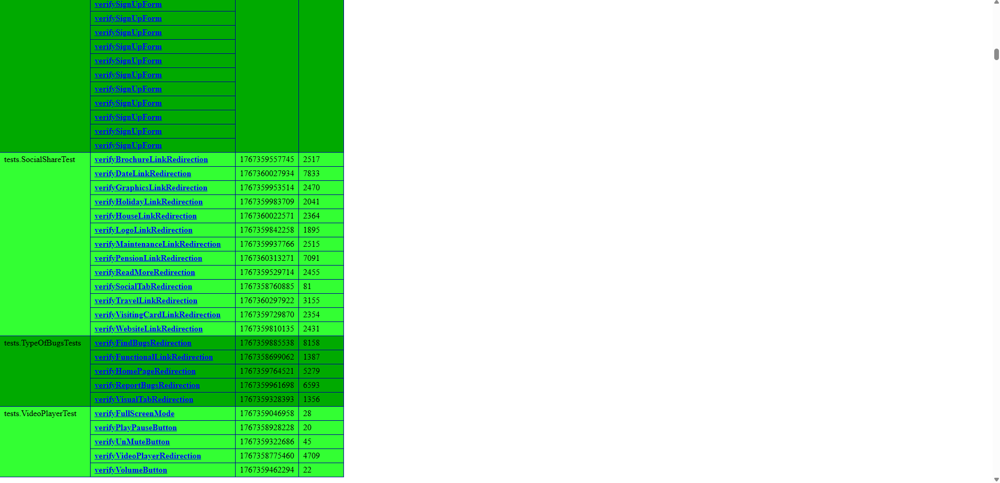 verifySignUpForm
verifySignUpForm
verifySignUpForm
verifySignUpForm
verifySignUpForm
verifySignUpForm
verifySignUpForm
verifySignUpForm
verifySignUpForm
verifySignUpForm
verifySignUpForm
tests.SocialShareTest verifyBrochureLinkRedirection 1767359557745 2517
verifyDateLinkRedirection 1767360027934 7833
verifyGraphicsLinkRedirection 1767359953514 2470
verifyHolidayLinkRedirection 1767359983709 2041
verifyHouseLinkRedirection 1767360022571 2364
verifyLogoLinkRedirection 1767359842258 1895
verifyMaintenanceLinkRedirection 1767359937766 2515
verifyPensionLinkRedirection 1767360313271 7091
verifyReadMoreRedirection 1767359529714 2455
verifySocialTabRedirection 1767358760885 81
verifyTravelLinkRedirection 1767360297922 3155
verifyVisitingCardLinkRedirection 1767359729870 2354
verifyWebsiteLinkRedirection 1767359810135 2431
tests.TypeOfBugsTests verifyFindBugsRedirection 1767359885538 8158
verifyFunctionalLinkRedirection 1767358699062 1387
verifyHomePageRedirection 1767359764521 5279
verifyReportBugsRedirection 1767359961698 6593
verifyVisualTabRedirection 1767359328393 1356
tests.VideoPlayerTest verifyFullScreenMode 1767359046958 28
verifyPlayPauseButton 1767358928228 20
verifyUnMuteButton 1767359322686 45
verifyVideoPlayerRedirection 1767358775460 4709
verifyVolumeButton 1767359462294 22